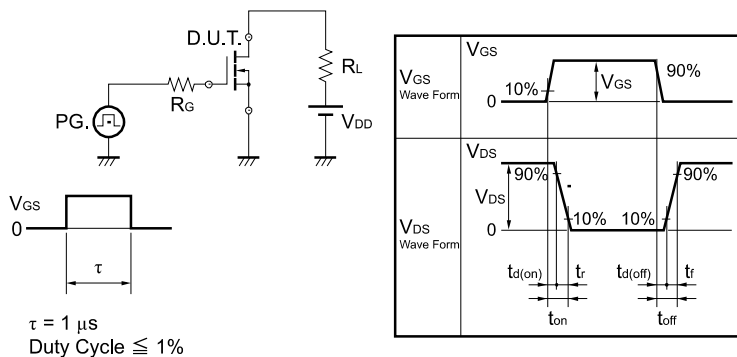 D.U.T.
RL
RG
PG.
VDD
VGS
0
τ
τ = 1 μs
Duty Cycle ≦ 1%
VGS
Wave Form
VGS
10%
VGS
90%
0
VDS
Wave Form
VDS
90%
VDS
10%
10%
90%
0
td(on)
tr
td(off)
tf
ton
toff